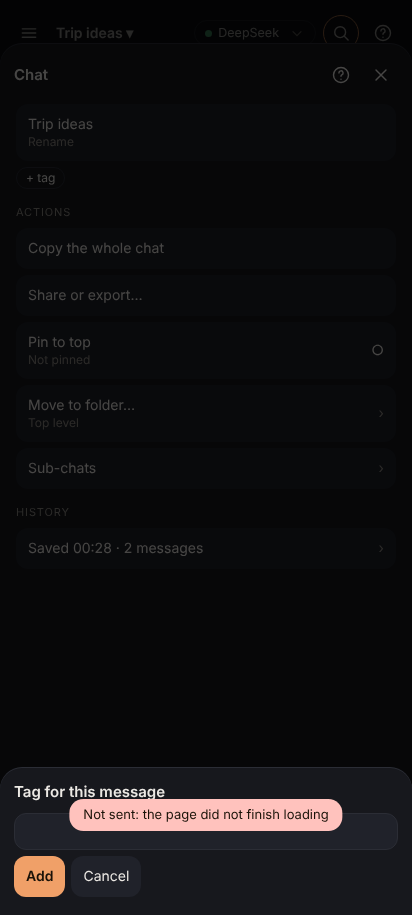 Trip ideas ▾
DeepSeek
Chat
Trip ideas
Rename
+ tag
ACTIONS
Copy the whole chat
Share or export...
Pin to top
Not pinned
Move to folder...
Top level
Sub-chats
HISTORY
Saved 00:28 · 2 messages
Tag for this message
Not sent: the page did not finish loading
Add
Cancel